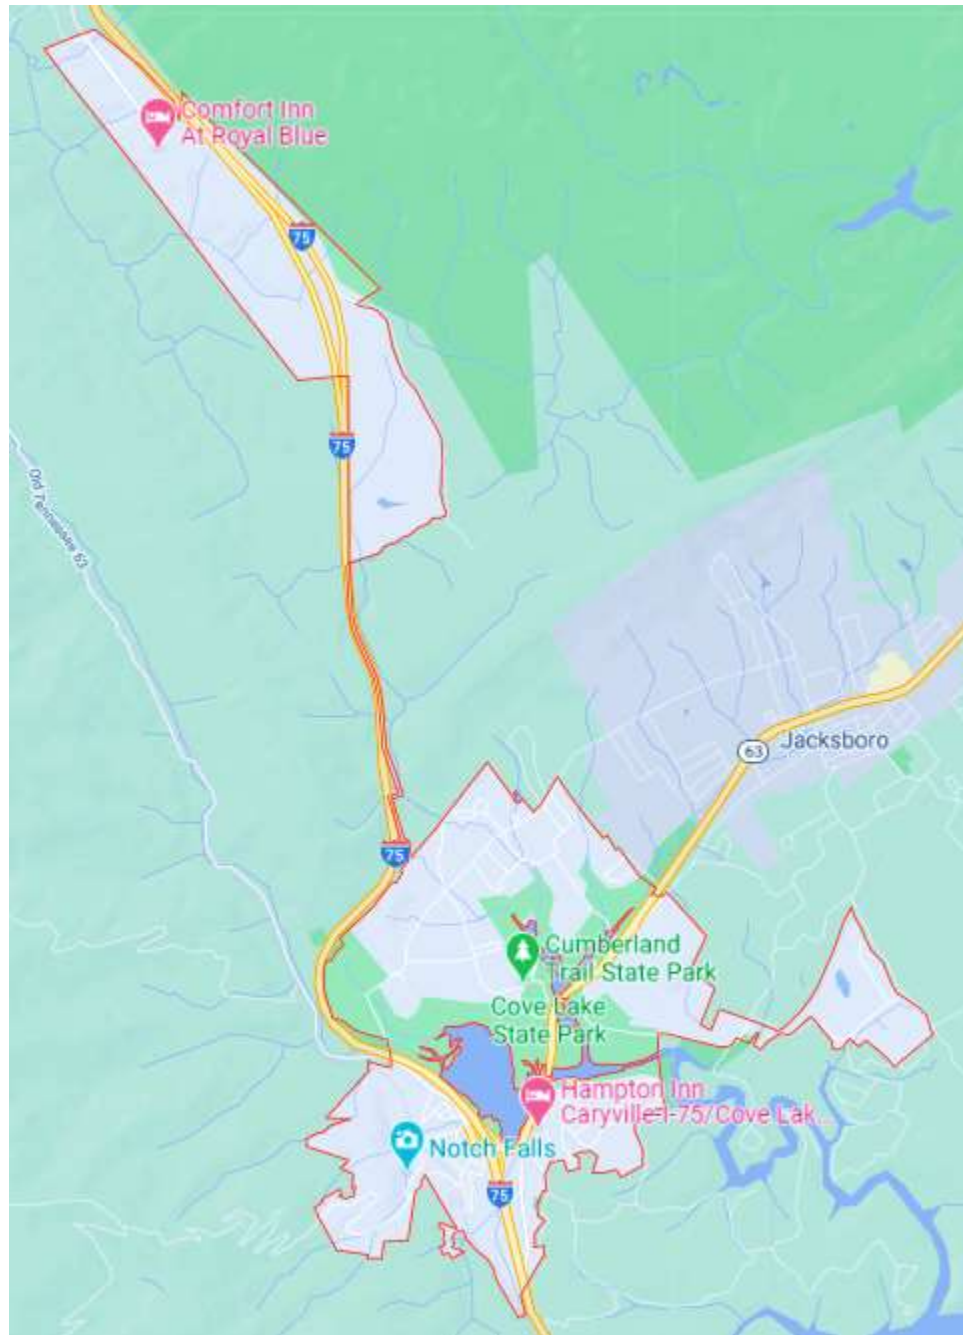 Comfort Inn
At Royal Blue
75
75
Old Tennessee 63
63
Jacksboro
75
Cumberland
Trail State Park
Cove Lake
State Park
Hampton Inn
Caryville-I-75/Cove Lak...
Notch Falls
75